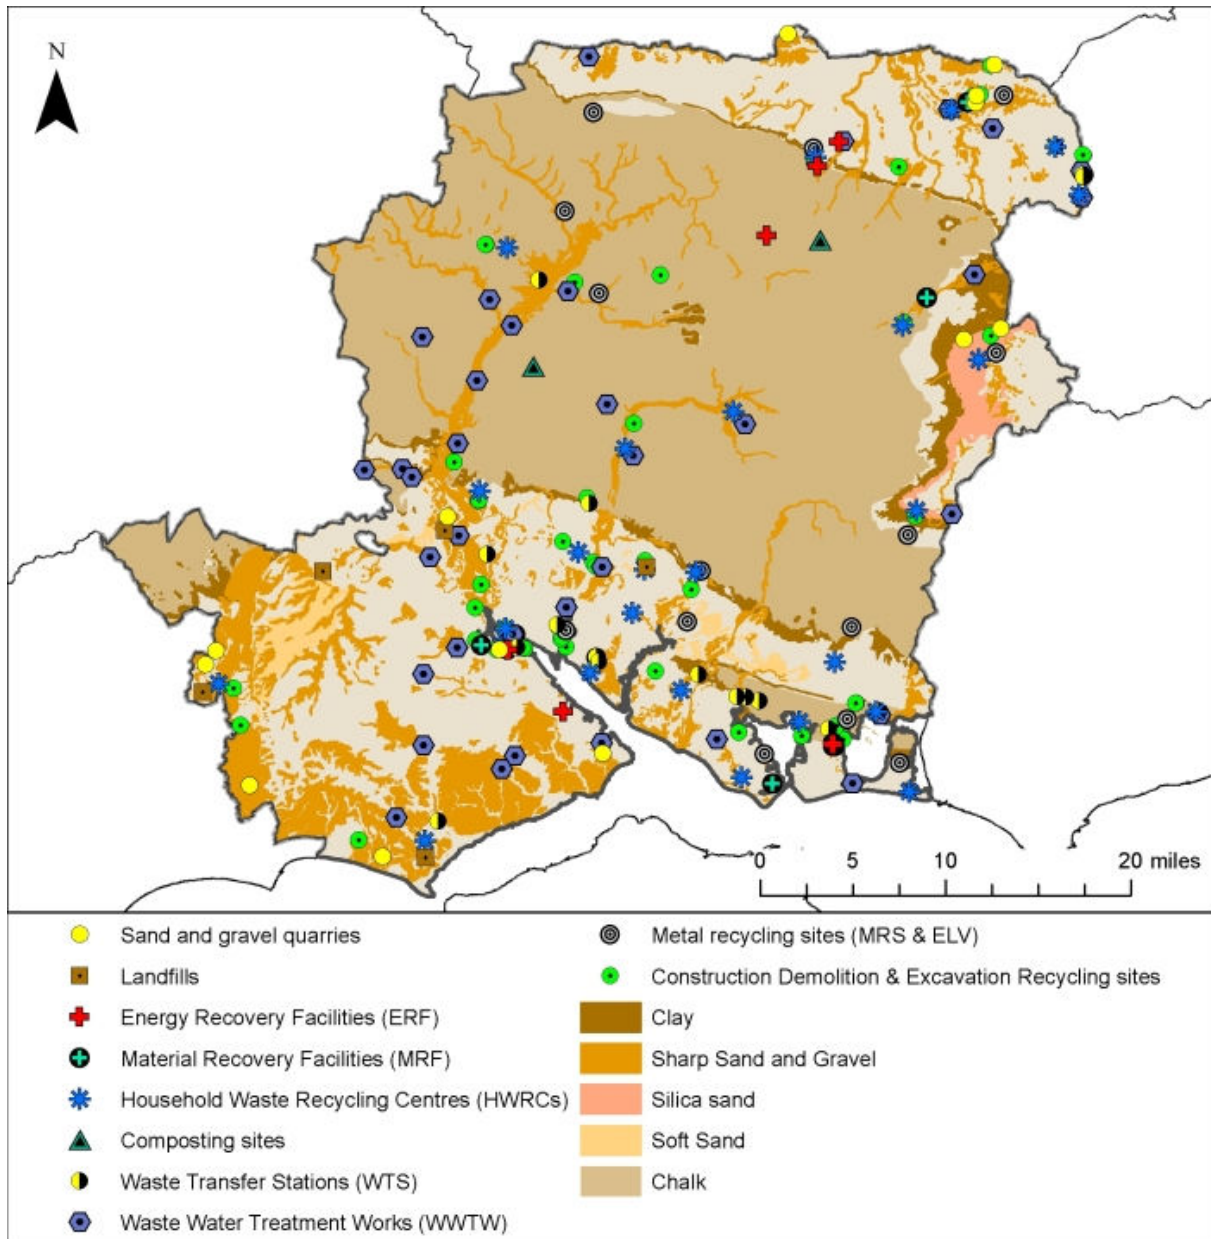 N
0 5 10 20 miles
Sand and gravel quarries
Landfills
Energy Recovery Facilities (ERF)
Material Recovery Facilities (MRF)
Household Waste Recycling Centres (HWRCs)
Composting sites
Waste Transfer Stations (WTS)
Waste Water Treatment Works (WWTW)
Metal recycling sites (MRS & ELV)
Construction Demolition & Excavation Recycling sites
Clay
Sharp Sand and Gravel
Silica sand
Soft Sand
Chalk